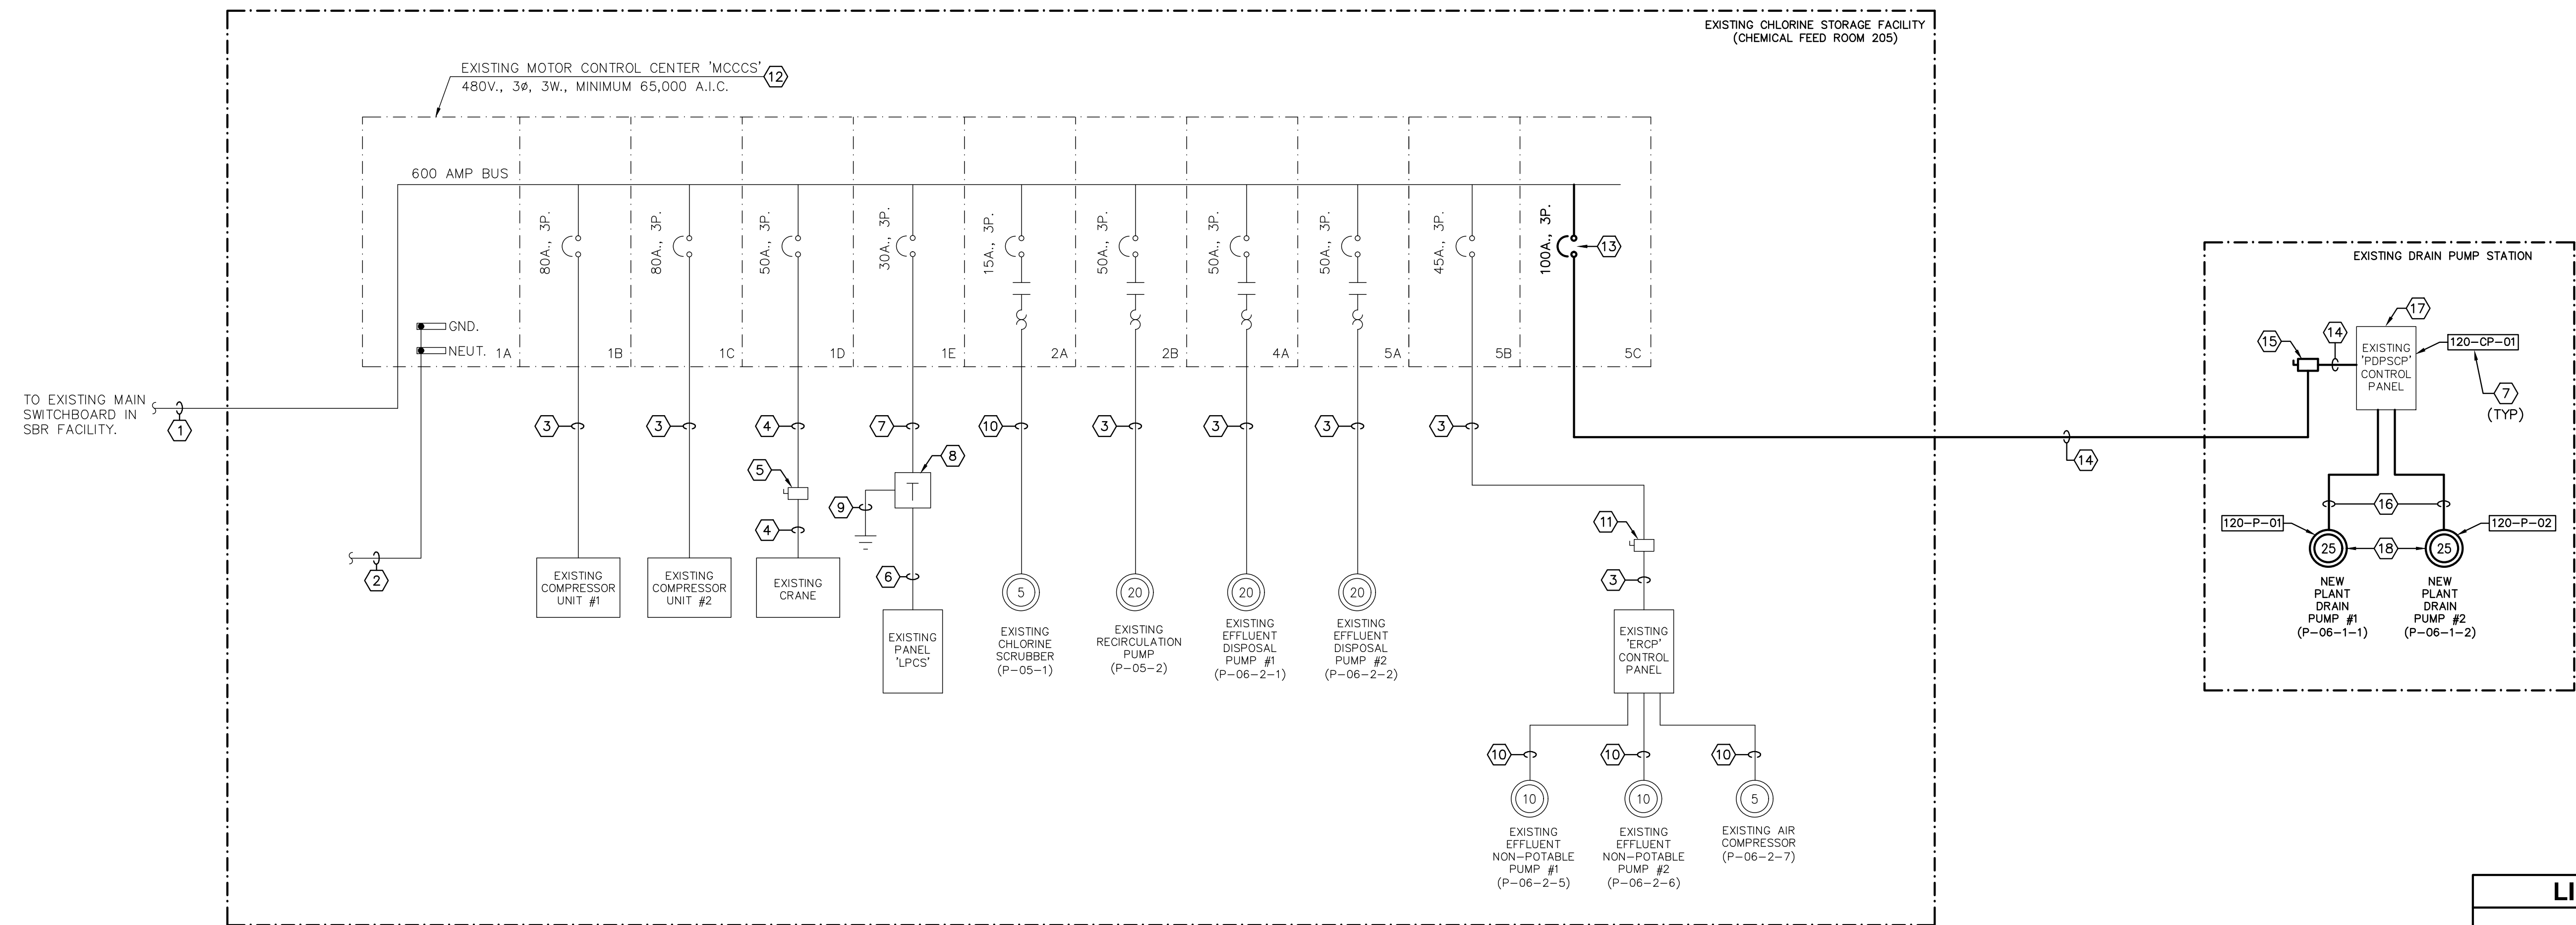 EXISTING CHLORINE STORAGE FACILITY
(CHEMICAL FEED ROOM 205)
EXISTING MOTOR CONTROL CENTER 'MCCCS'
12
480V., 3ø, 3W., MINIMUM 65,000 A.I.C.
600 AMP BUS
80A., 3P.
80A., 3P.
50A., 3P.
30A., 3P.
15A., 3P.
50A., 3P.
50A., 3P.
50A., 3P.
45A., 3P.
100A., 3P.
13
GND.
NEUT.
1A
1B
1C
1D
1E
2A
2B
4A
5A
5B
5C
TO EXISTING MAIN
SWITCHBOARD IN
SBR FACILITY.
1
2
3
3
4
7
10
3
3
3
3
5
4
8
T
9
6
11
3
EXISTING
COMPRESSOR
UNIT #1
EXISTING
COMPRESSOR
UNIT #2
EXISTING
CRANE
EXISTING
PANEL
'LPCS'
5
EXISTING
CHLORINE
SCRUBBER
(P-05-1)
20
EXISTING
RECIRCULATION
PUMP
(P-05-2)
20
EXISTING
EFFLUENT
DISPOSAL
PUMP #1
(P-06-2-1)
20
EXISTING
EFFLUENT
DISPOSAL
PUMP #2
(P-06-2-2)
EXISTING
'ERCP'
CONTROL
PANEL
10
10
10
10
EXISTING
EFFLUENT
NON-POTABLE
PUMP #1
(P-06-2-5)
10
EXISTING
EFFLUENT
NON-POTABLE
PUMP #2
(P-06-2-6)
5
EXISTING AIR
COMPRESSOR
(P-06-2-7)
14
EXISTING DRAIN PUMP STATION
17
14
15
EXISTING
'PDPSCP'
CONTROL
PANEL
120-CP-01
7
(TYP)
16
120-P-01
120-P-02
25
18
25
NEW
PLANT
DRAIN
PUMP #1
(P-06-1-1)
NEW
PLANT
DRAIN
PUMP #2
(P-06-1-2)
LI